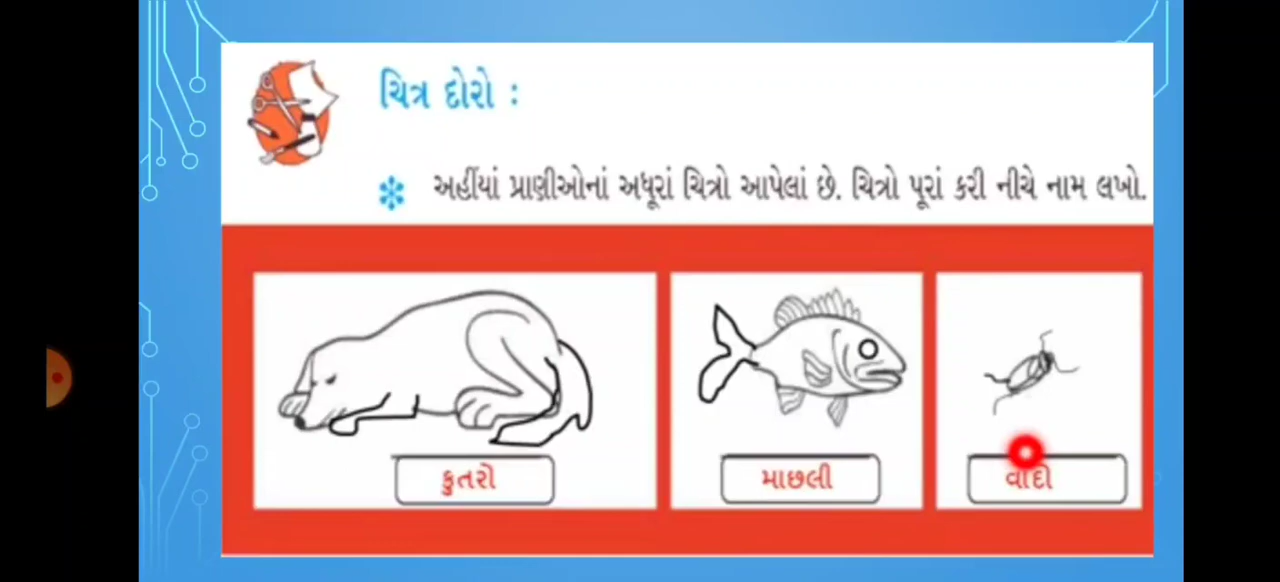 ચિત્ર દોરો :
અહીંયાં પ્રાણીઓનાં અધૂરાં ચિત્રો આપેલાં છે. ચિત્રો પૂરાં કરી નીચે નામ લખો.
કુતરો
માછલી
વાંદો